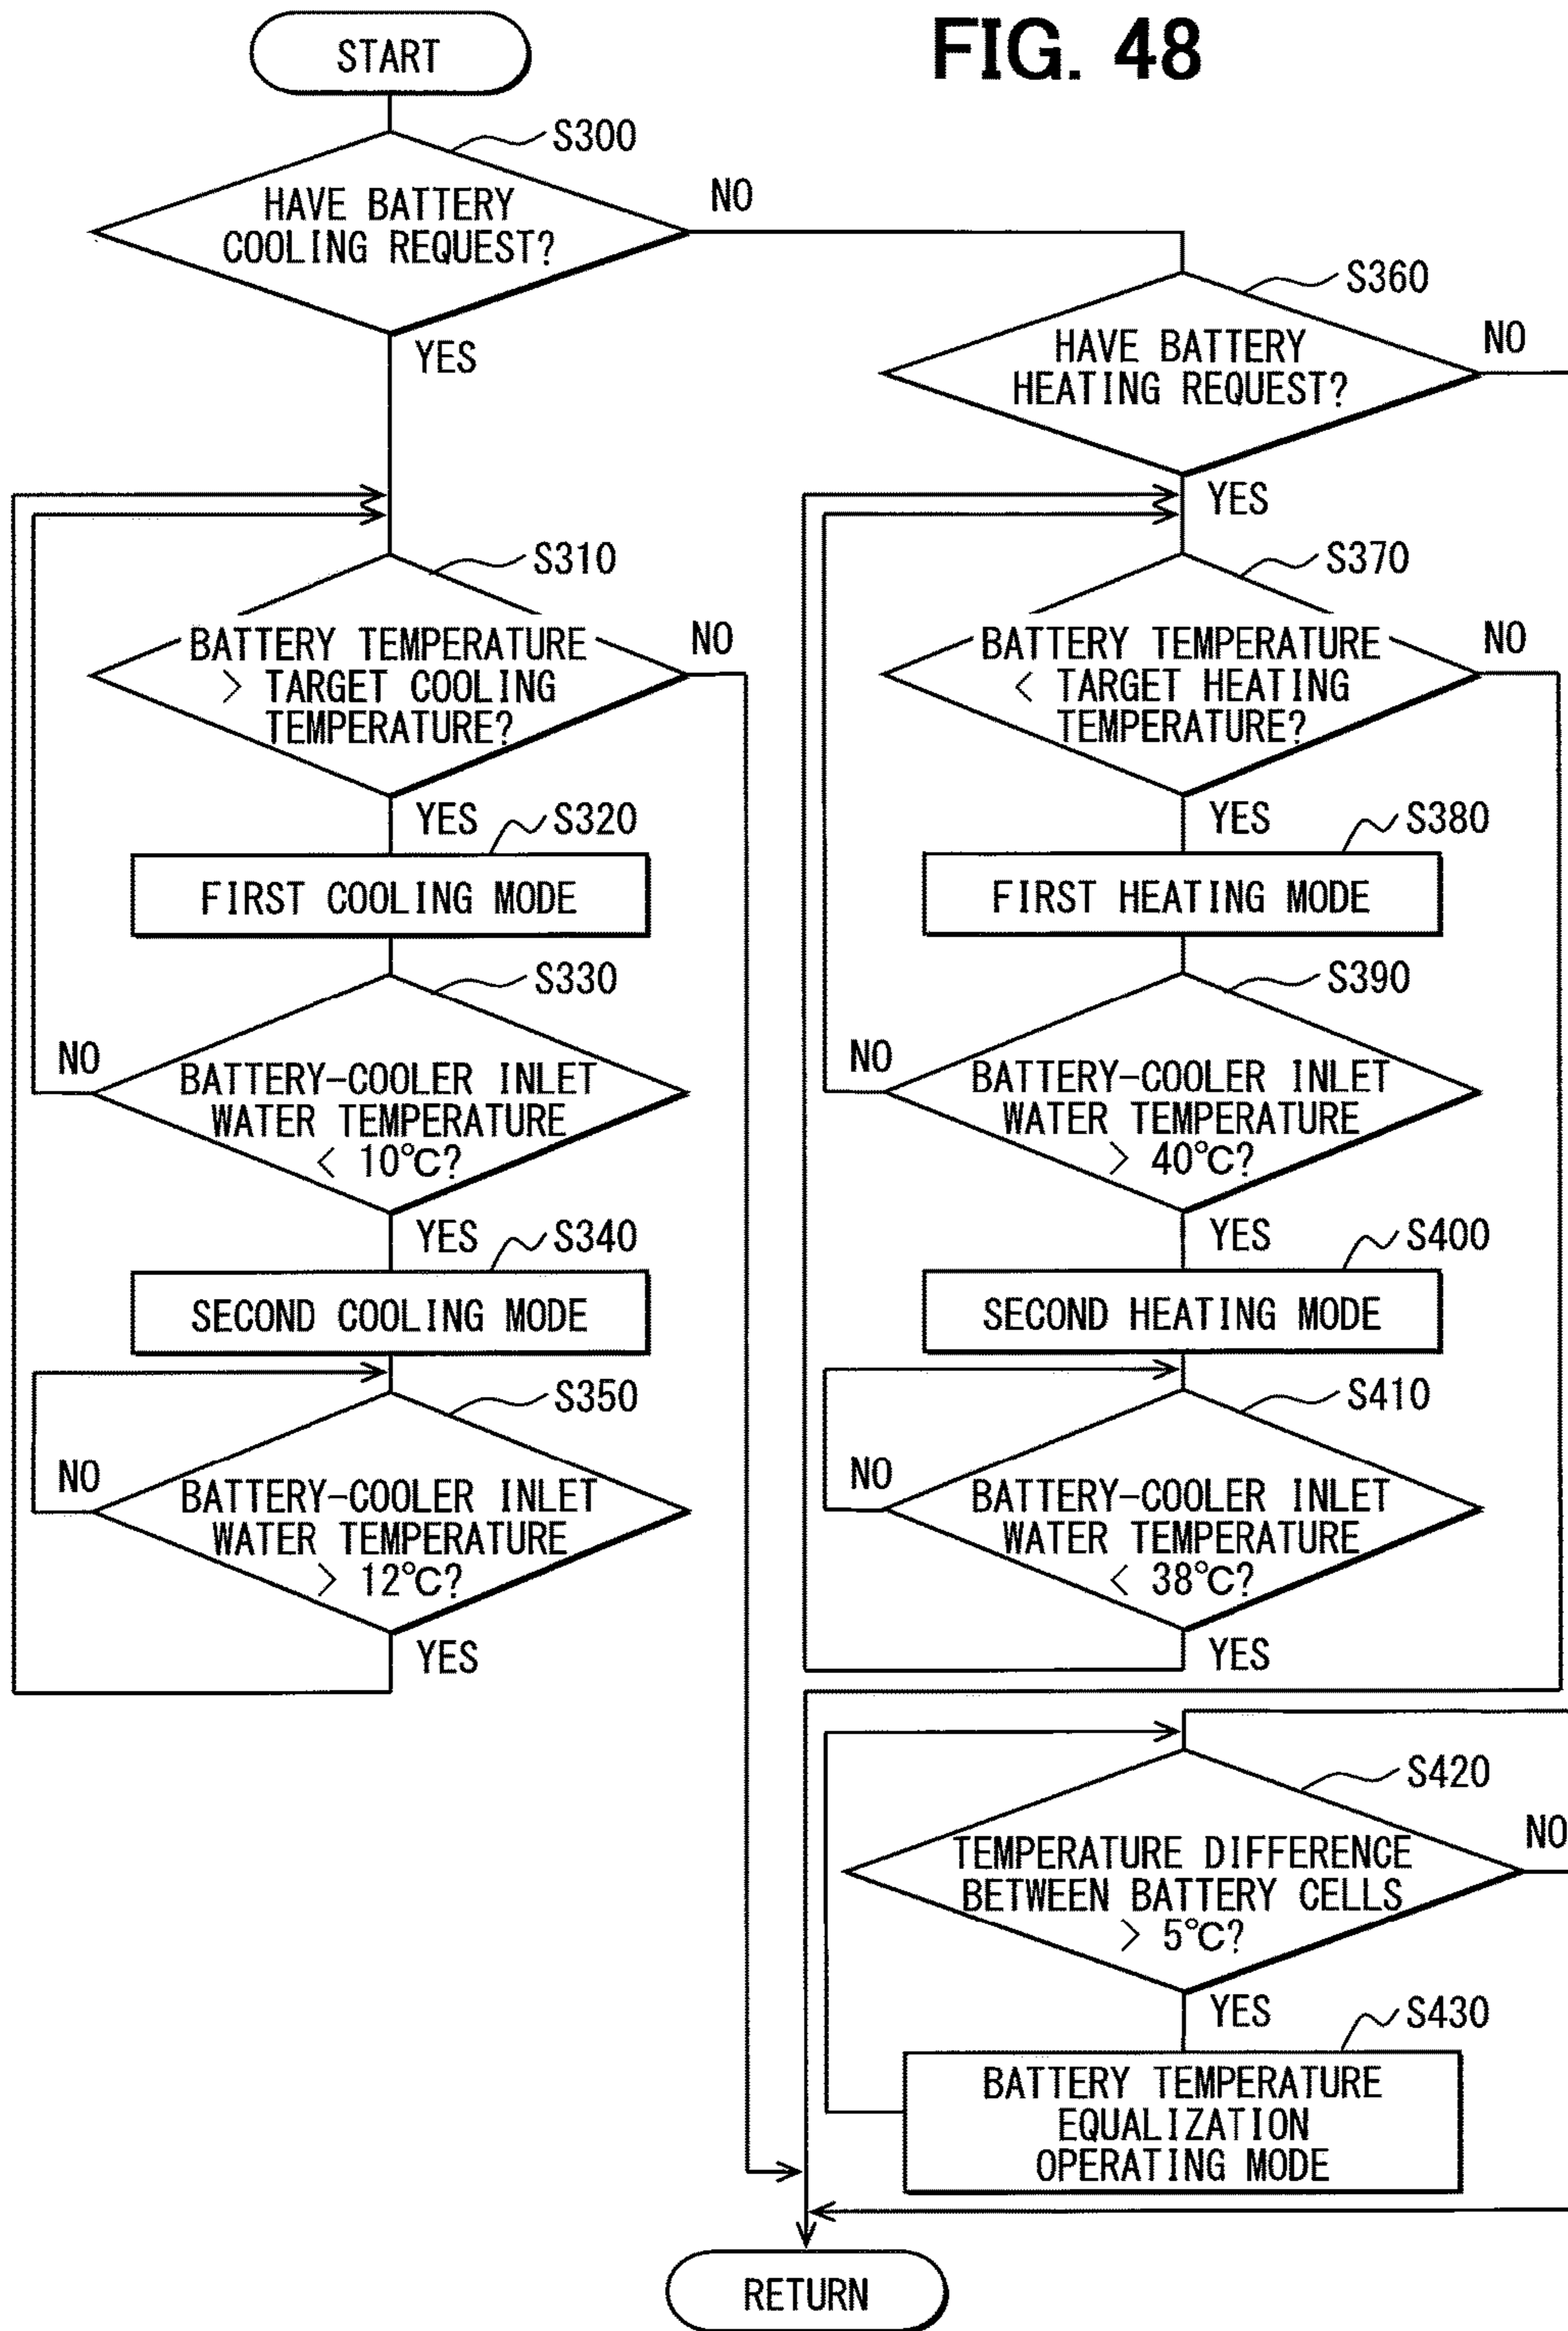 FIG. 48
START
S300
HAVE BATTERY
COOLING REQUEST?
NO
YES
S310
BATTERY TEMPERATURE
> TARGET COOLING
TEMPERATURE?
NO
YES
S320
FIRST COOLING MODE
S330
BATTERY-COOLER INLET
WATER TEMPERATURE
< 10℃?
NO
YES
S340
SECOND COOLING MODE
S350
BATTERY-COOLER INLET
WATER TEMPERATURE
> 12℃?
NO
YES
S360
HAVE BATTERY
HEATING REQUEST?
NO
YES
S370
BATTERY TEMPERATURE
< TARGET HEATING
TEMPERATURE?
NO
YES
S380
FIRST HEATING MODE
S390
BATTERY-COOLER INLET
WATER TEMPERATURE
> 40℃?
NO
YES
S400
SECOND HEATING MODE
S410
BATTERY-COOLER INLET
WATER TEMPERATURE
< 38℃?
NO
YES
S420
TEMPERATURE DIFFERENCE
BETWEEN BATTERY CELLS
> 5℃?
NO
YES
S430
BATTERY TEMPERATURE
EQUALIZATION
OPERATING MODE
RETURN